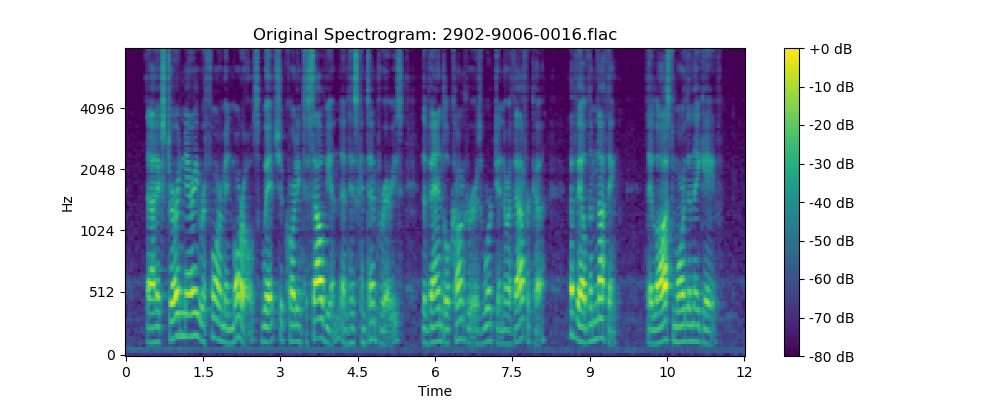 Original Spectrogram: 2902-9006-0016.flac
4096
2048
1024
512
0
Hz
0 1.5 3 4.5 6 7.5 9 10 12
Time
+0 dB
-10 dB
-20 dB
-30 dB
-40 dB
-50 dB
-60 dB
-70 dB
-80 dB